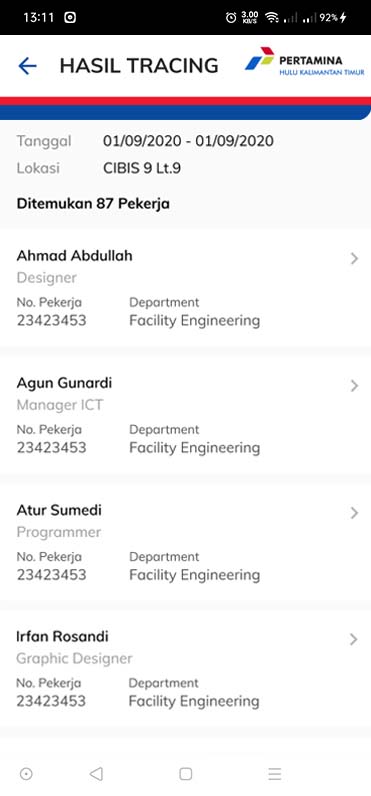 13:11 3.00 KB/S 92%
HASIL TRACING
PERTAMINA
HULU KALIMANTAN TIMUR
Tanggal 01/09/2020 - 01/09/2020
Lokasi CIBIS 9 Lt.9
Ditemukan 87 Pekerja
Ahmad Abdullah
Designer
No. Pekerja Department
23423453 Facility Engineering
Agun Gunardi
Manager ICT
No. Pekerja Department
23423453 Facility Engineering
Atur Sumedi
Programmer
No. Pekerja Department
23423453 Facility Engineering
Irfan Rosandi
Graphic Designer
No. Pekerja Department
23423453 Facility Engineering